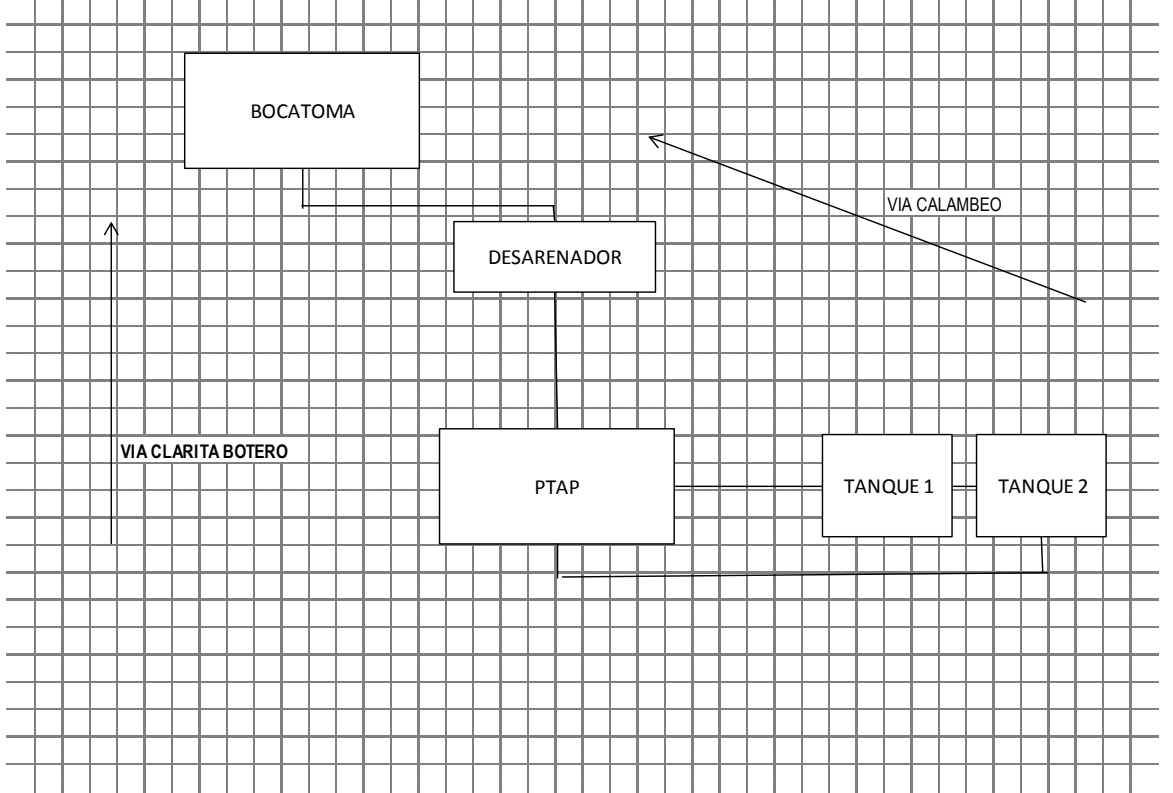 BOCATOMA
VIA CALAMBEO
DESARENADOR
VIA CLARITA BOTERO
PTAP
TANQUE 1
TANQUE 2